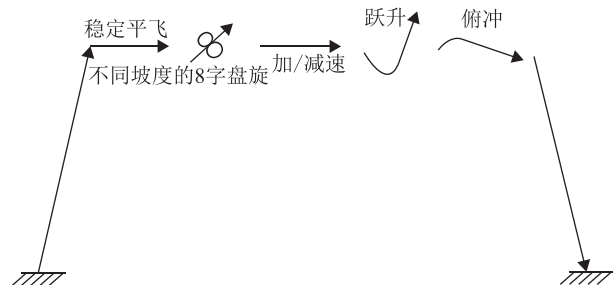 稳定平飞
不同坡度的8字盘旋
加/减速
跃升
俯冲